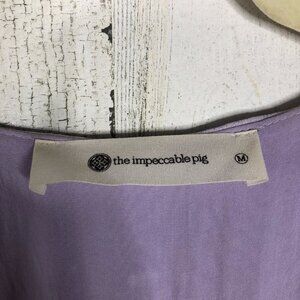 the impeccable pig M